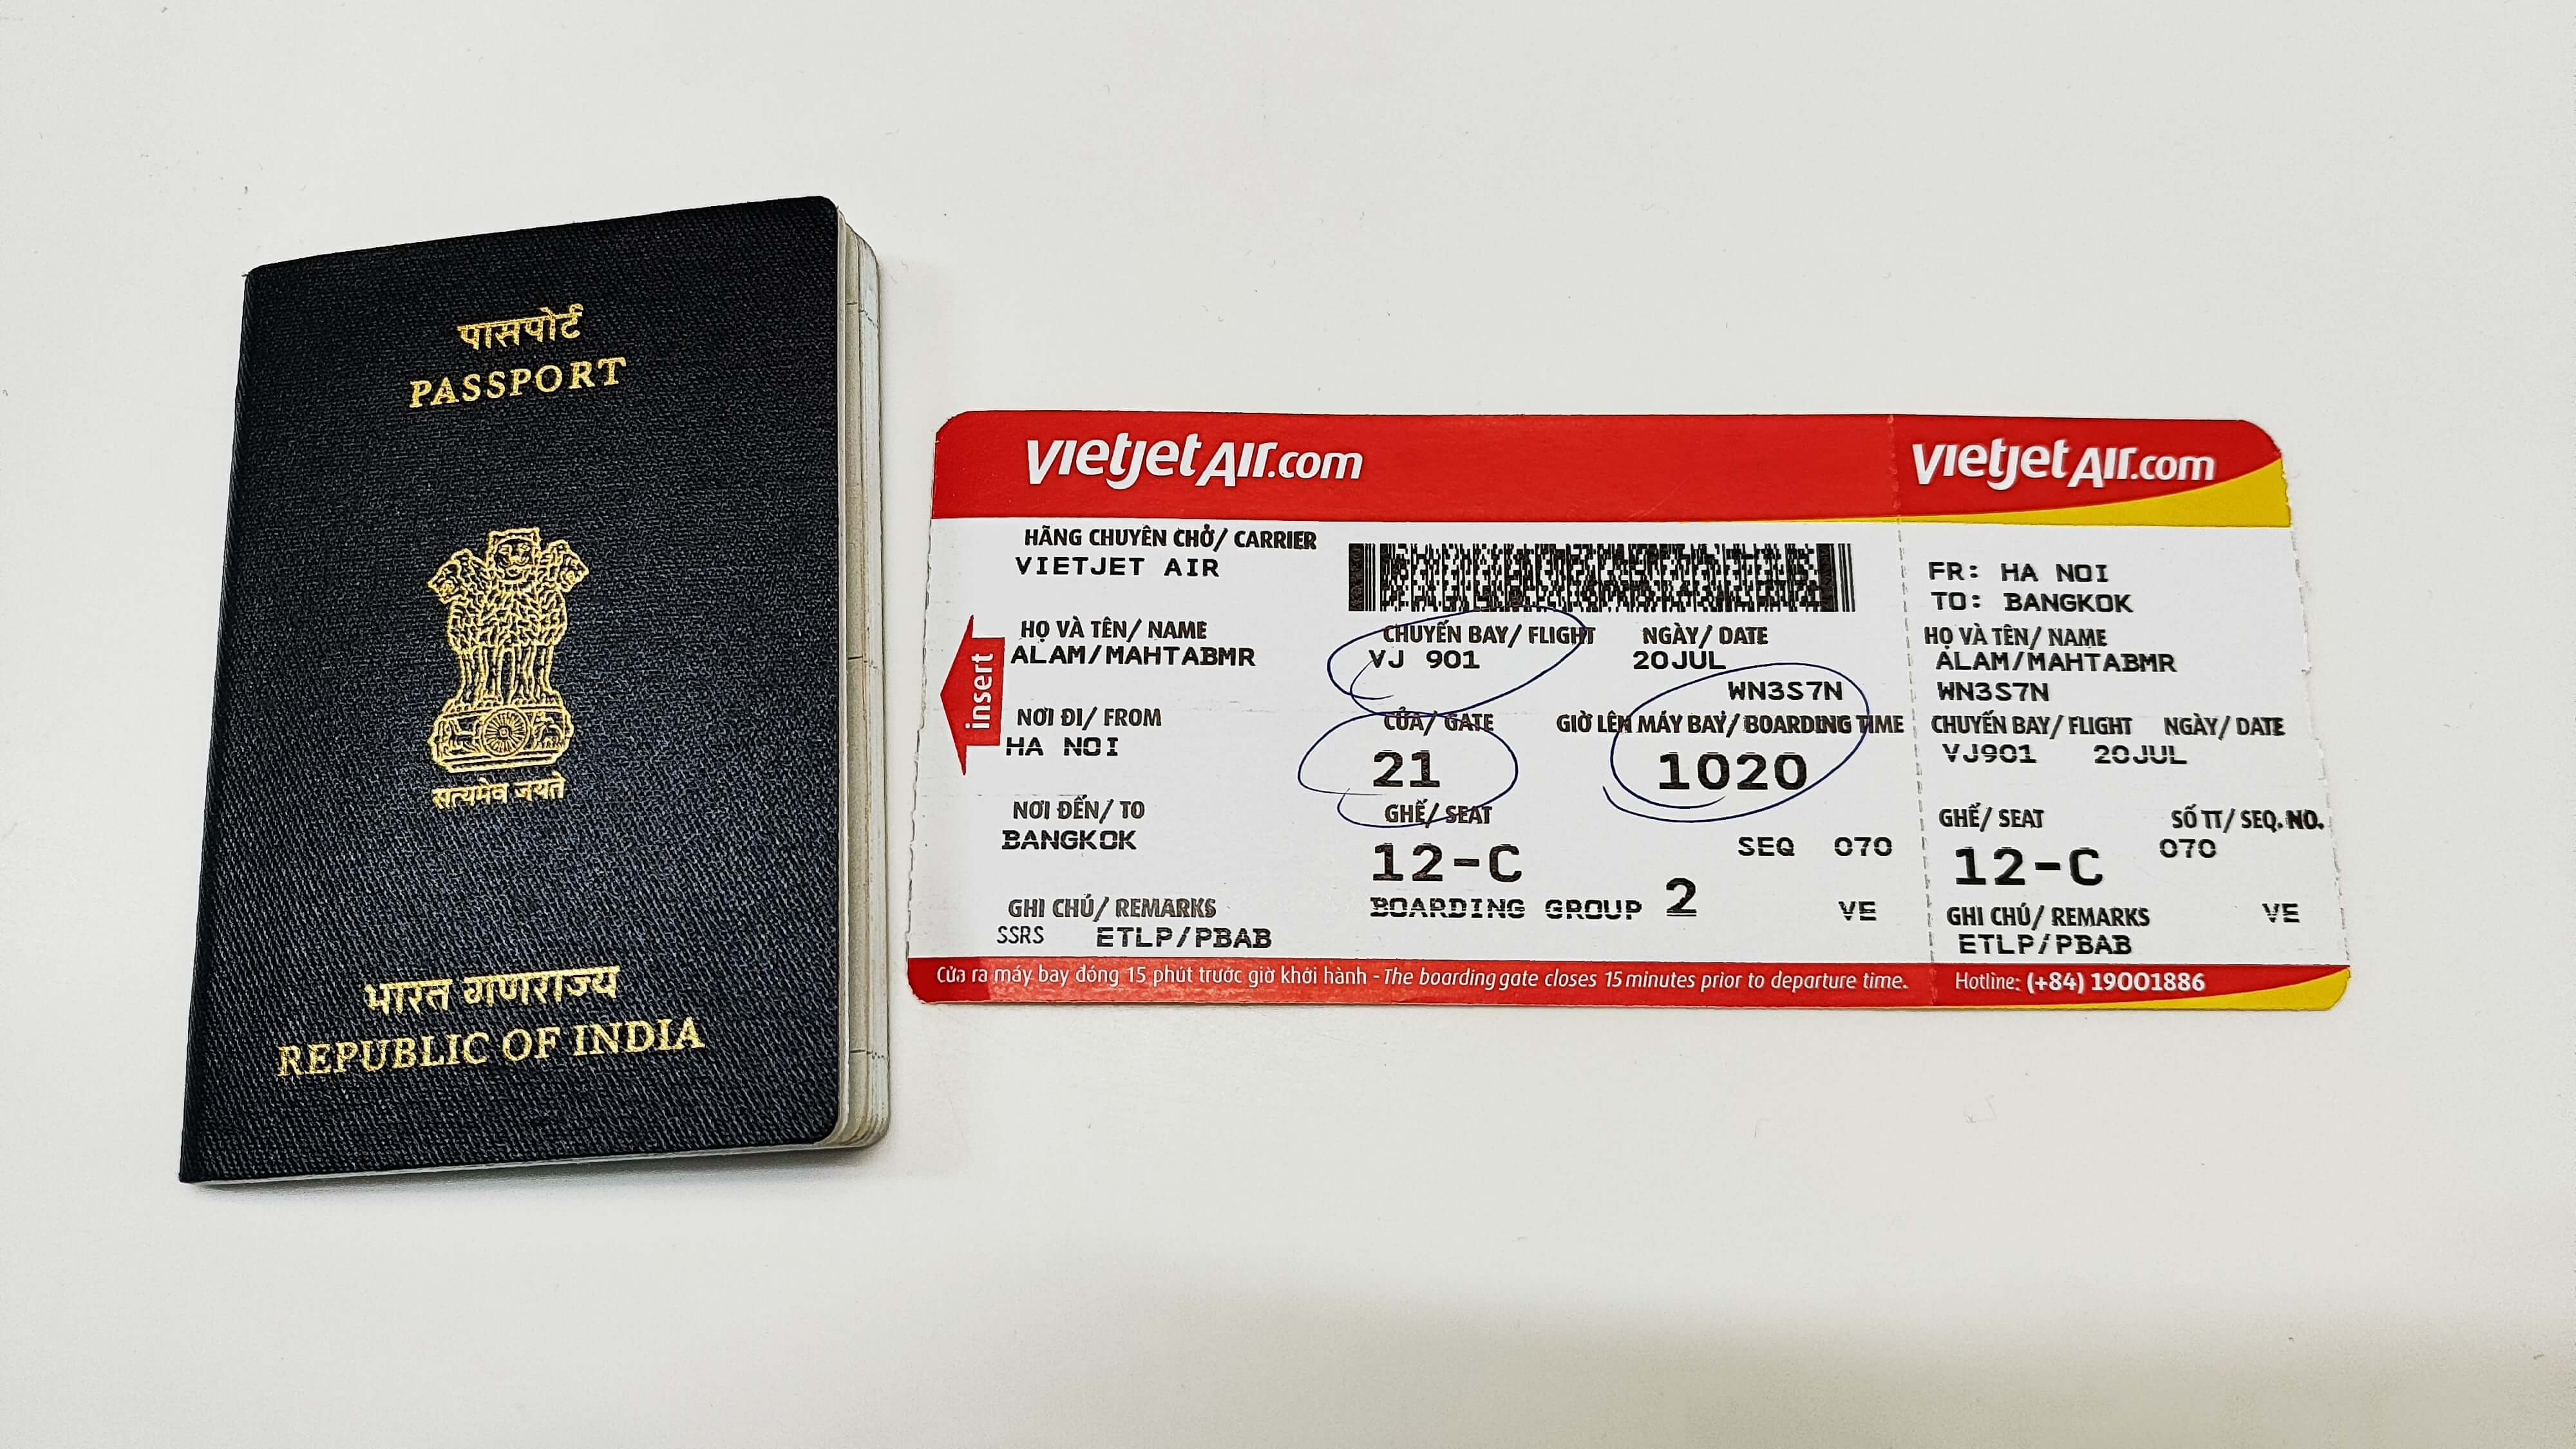 पासपोर्ट
PASSPORT
सत्यमेव जयते
भारत गणराज्य
REPUBLIC OF INDIA
vietjet Air.com
HÃNG CHUYÊN CHỞ/ CARRIER
VIETJET AIR
HỌ VÀ TÊN/ NAME
ALAM/MAHTABMR
insert
NƠI ĐI/ FROM
HA NOI
NƠI ĐẾN/ TO
BANGKOK
GHI CHÚ/ REMARKS
SSRS ETLP/PBAB
CHUYẾN BAY/ FLIGHT NGÀY/ DATE
VJ 901 20JUL
WN3S7N
CỬA/ GATE GIỜ LÊN MÁY BAY/ BOARDING TIME
21 1020
GHẾ/ SEAT
12-C SEQ 070
BOARDING GROUP 2 VE
Cửa ra máy bay đóng 15 phút trước giờ khởi hành - The boarding gate closes 15 minutes prior to departure time.
vietjet Air.com
FR: HA NOI
TO: BANGKOK
HỌ VÀ TÊN/ NAME
ALAM/MAHTABMR
WN3S7N
CHUYẾN BAY/ FLIGHT NGÀY/ DATE
VJ901 20JUL
GHẾ/ SEAT SỐ TT/ SEQ. NO.
12-C 070
GHI CHÚ/ REMARKS VE
ETLP/PBAB
Hotline: (+84) 19001886